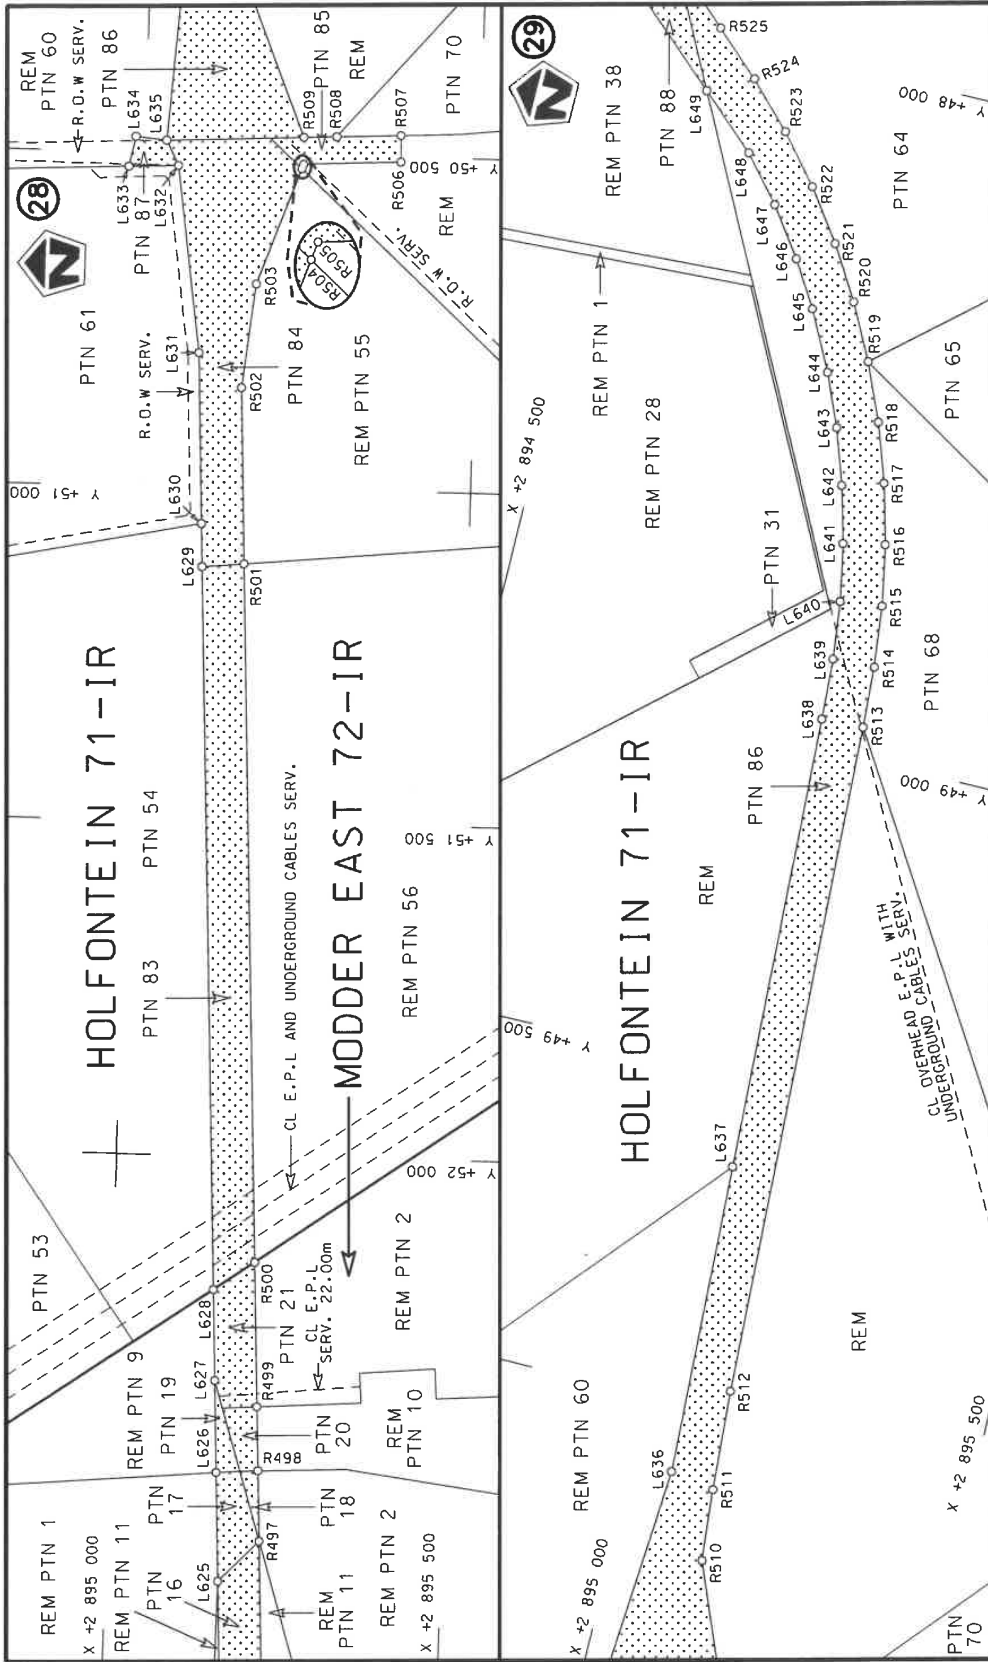 28
N
REM PTN 1
X +2 895 000
REM PTN 11
PTN 16
PTN 17
REM PTN 9
PTN 19
PTN 53
L625
L626
L627
L628
R497
R498
R499
R500
REM PTN 11
PTN 18
PTN 20
PTN 21
REM PTN 2
X +2 895 500
REM PTN 10
CL E.P.L
SERV. 22.00m
REM PTN 2
Y +52 000
HOLFONTEIN 71-IR
PTN 83
PTN 54
CL E.P.L AND UNDERGROUND CABLES SERV.
MODDER EAST 72-IR
REM PTN 56
Y +51 500
L629
L630
R501
Y +51 000
R.O.W SERV.
L631
PTN 61
R502
PTN 84
REM PTN 55
R503
R504
R505
R.O.W SERV.
PTN 87
L632
L633
L634
L635
REM
PTN 60
R.O.W SERV.
PTN 86
R509
R508
PTN 85
REM
R507
PTN 70
R506
Y +50 500
REM
29
N
X +2 895 000
REM PTN 60
L636
R510
R511
R512
PTN 70
X +2 895 500
REM
Y +49 500
L637
HOLFONTEIN 71-IR
REM
PTN 86
CL OVERHEAD E.P.L WITH
UNDERGROUND CABLES SERV.
Y +49 000
L638
L639
L640
L641
L642
L643
L644
L645
L646
L647
L648
L649
R513
R514
R515
R516
R517
R518
R519
R520
R521
R522
R523
R524
R525
PTN 68
PTN 31
REM PTN 28
X +2 894 500
REM PTN 1
REM PTN 38
PTN 88
PTN 65
PTN 64
Y +48 000